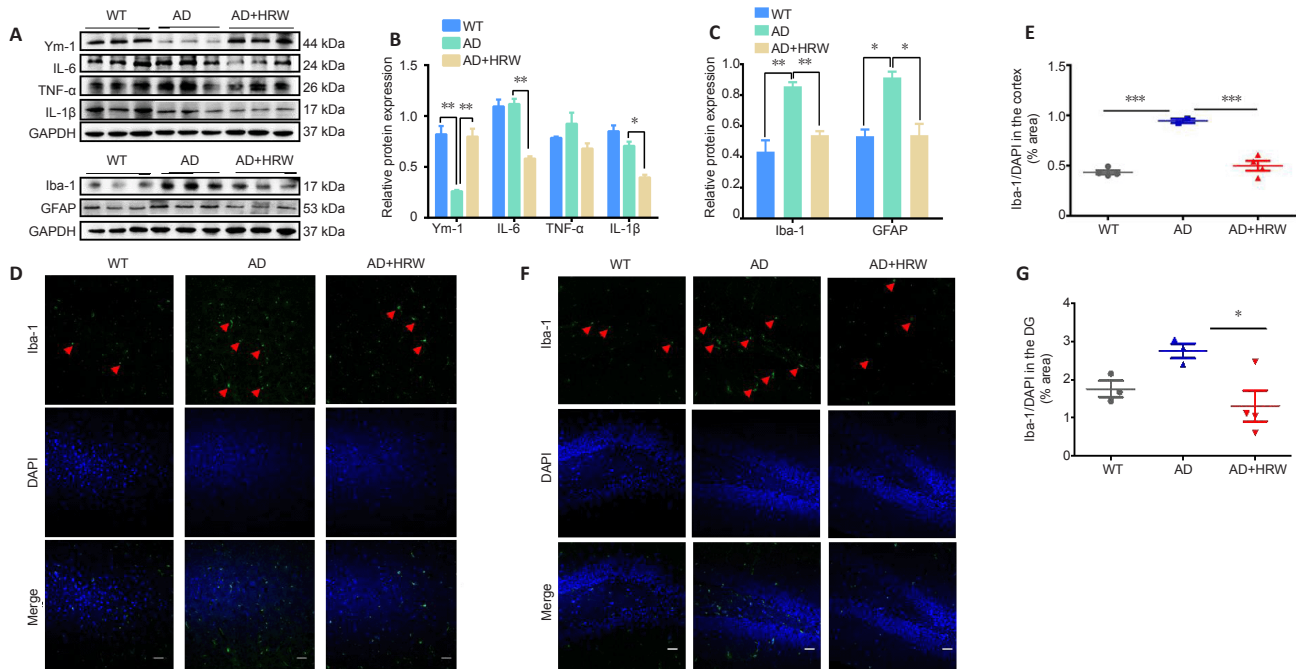 A
WT AD AD+HRW
Ym-1 44 kDa
IL-6 24 kDa
TNF-α 26 kDa
IL-1β 17 kDa
GAPDH 37 kDa
WT AD AD+HRW
Iba-1 17 kDa
GFAP 53 kDa
GAPDH 37 kDa
B
WT
AD
AD+HRW
Relative protein expression
1.5
1.0
0.5
0.0
** **
**
*
Ym-1 IL-6 TNF-α IL-1β
C
WT
AD
AD+HRW
Relative protein expression
1.0
0.8
0.6
0.4
0.2
0.0
** **
* *
Iba-1 GFAP
E
Iba-1/DAPI in the cortex
(% area)
1.5
1.0
0.5
0.0
*** ***
WT AD AD+HRW
D
WT AD AD+HRW
Iba-1
DAPI
Merge
F
WT AD AD+HRW
Iba-1
DAPI
Merge
G
Iba-1/DAPI in the DG
(% area)
4
3
2
1
0
*
WT AD AD+HRW